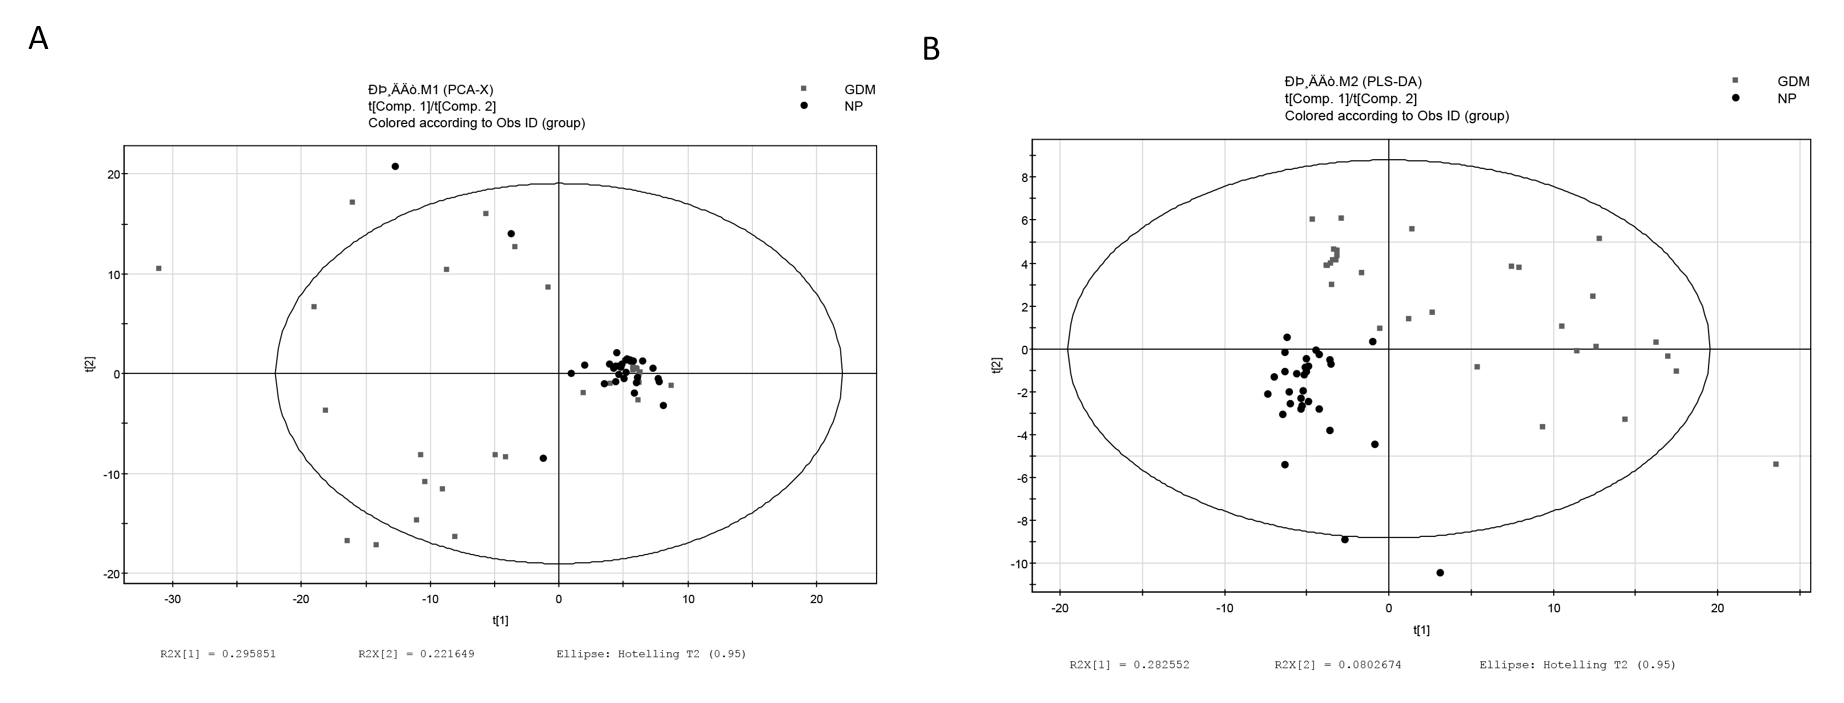 A
ÐÞ¸ÄÄò.M1 (PCA-X)
t[Comp. 1]/t[Comp. 2]
Colored according to Obs ID (group)
GDM
NP
20
10
0
-10
-20
t[2]
-30
-20
-10
0
10
20
t[1]
R2X[1] = 0.295851
R2X[2] = 0.221649
Ellipse: Hotelling T2 (0.95)
B
ÐÞ¸ÄÄò.M2 (PLS-DA)
t[Comp. 1]/t[Comp. 2]
Colored according to Obs ID (group)
GDM
NP
8
6
4
2
0
-2
-4
-6
-8
-10
t[2]
-20
-10
0
10
20
t[1]
R2X[1] = 0.282552
R2X[2] = 0.0802674
Ellipse: Hotelling T2 (0.95)